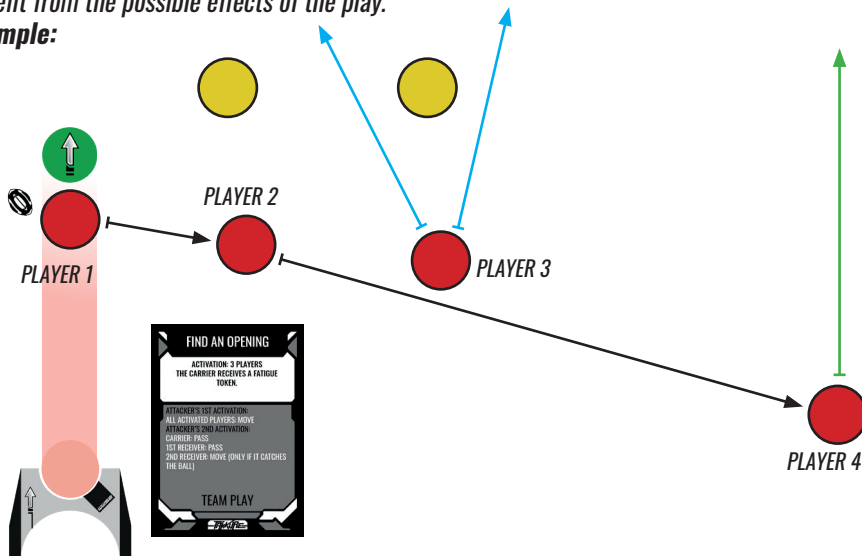 ent from the possible effects of the play.
mple:
PLAYER 2
PLAYER 1
PLAYER 3
PLAYER 4
FIND AN OPENING
ACTIVATION: 3 PLAYERS
THE CARRIER RECEIVES A FATIGUE
TOKEN.
ATTACKER'S 1ST ACTIVATION:
ALL ACTIVATED PLAYERS: MOVE
ATTACKER'S 2ND ACTIVATION:
CARRIER: PASS
1ST RECEIVER: PASS
2ND RECEIVER: MOVE (ONLY IF IT CATCHES
THE BALL)
TEAM PLAY